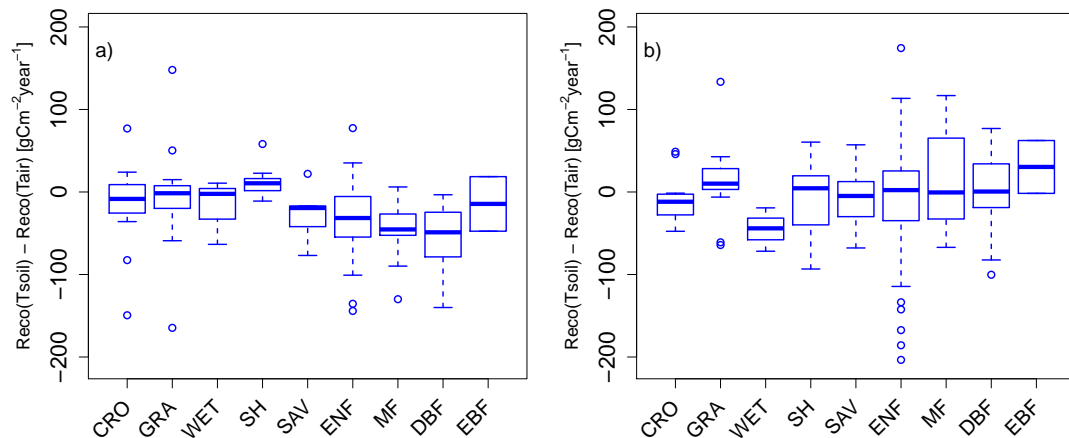 a)
Reco(Tsoil) − Reco(Tair) [gCm−2year−1]
200
100
0
−100
−200
CRO
GRA
WET
SH
SAV
ENF
MF
DBF
EBF
b)
Reco(Tsoil) − Reco(Tair) [gCm−2year−1]
200
100
0
−100
−200
CRO
GRA
WET
SH
SAV
ENF
MF
DBF
EBF